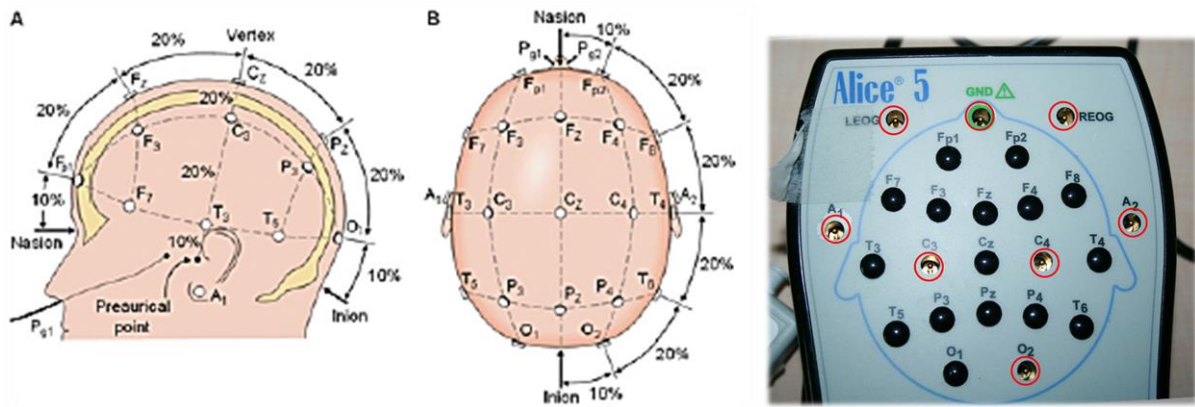 A
20%
Vertex
CZ
20%
FZ
20%
20%
F3
C3
PZ
Fp1
P3
20%
20%
10%
F7
T3
T5
O1
Nasion
10%
10%
A1
Preaurical
point
Inion
Pg1
B
Nasion
10%
Pg1
Pg2
Fp1
Fp2
20%
F7
F3
FZ
F4
F8
20%
A1
T3
C3
CZ
C4
T4
A2
20%
T5
P3
PZ
P4
T6
O1
O2
20%
10%
Inion
Alice® 5
GND
LEOG
REOG
Fp1
Fp2
F7
F3
Fz
F4
F8
A1
A2
T3
C3
Cz
C4
T4
T5
P3
Pz
P4
T6
O1
O2